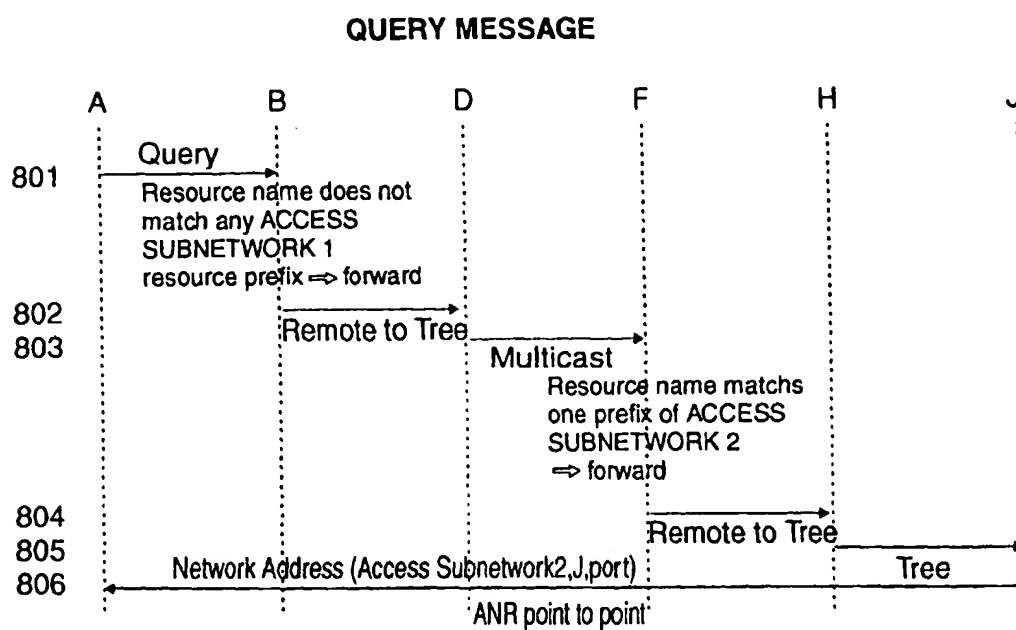 QUERY MESSAGE
A B D F H J
801 Query
Resource name does not
match any ACCESS
SUBNETWORK 1
resource prefix ⇒ forward
802
Remote to Tree
803
Multicast
Resource name matchs
one prefix of ACCESS
SUBNETWORK 2
⇒ forward
804
Remote to Tree
805
Network Address (Access Subnetwork2,J,port) Tree
806
ANR point to point